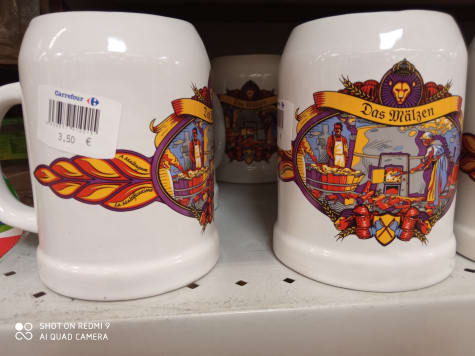 Carrefour
3,50 €
Das Mälzen
SHOT ON REDMI 9
AI QUAD CAMERA